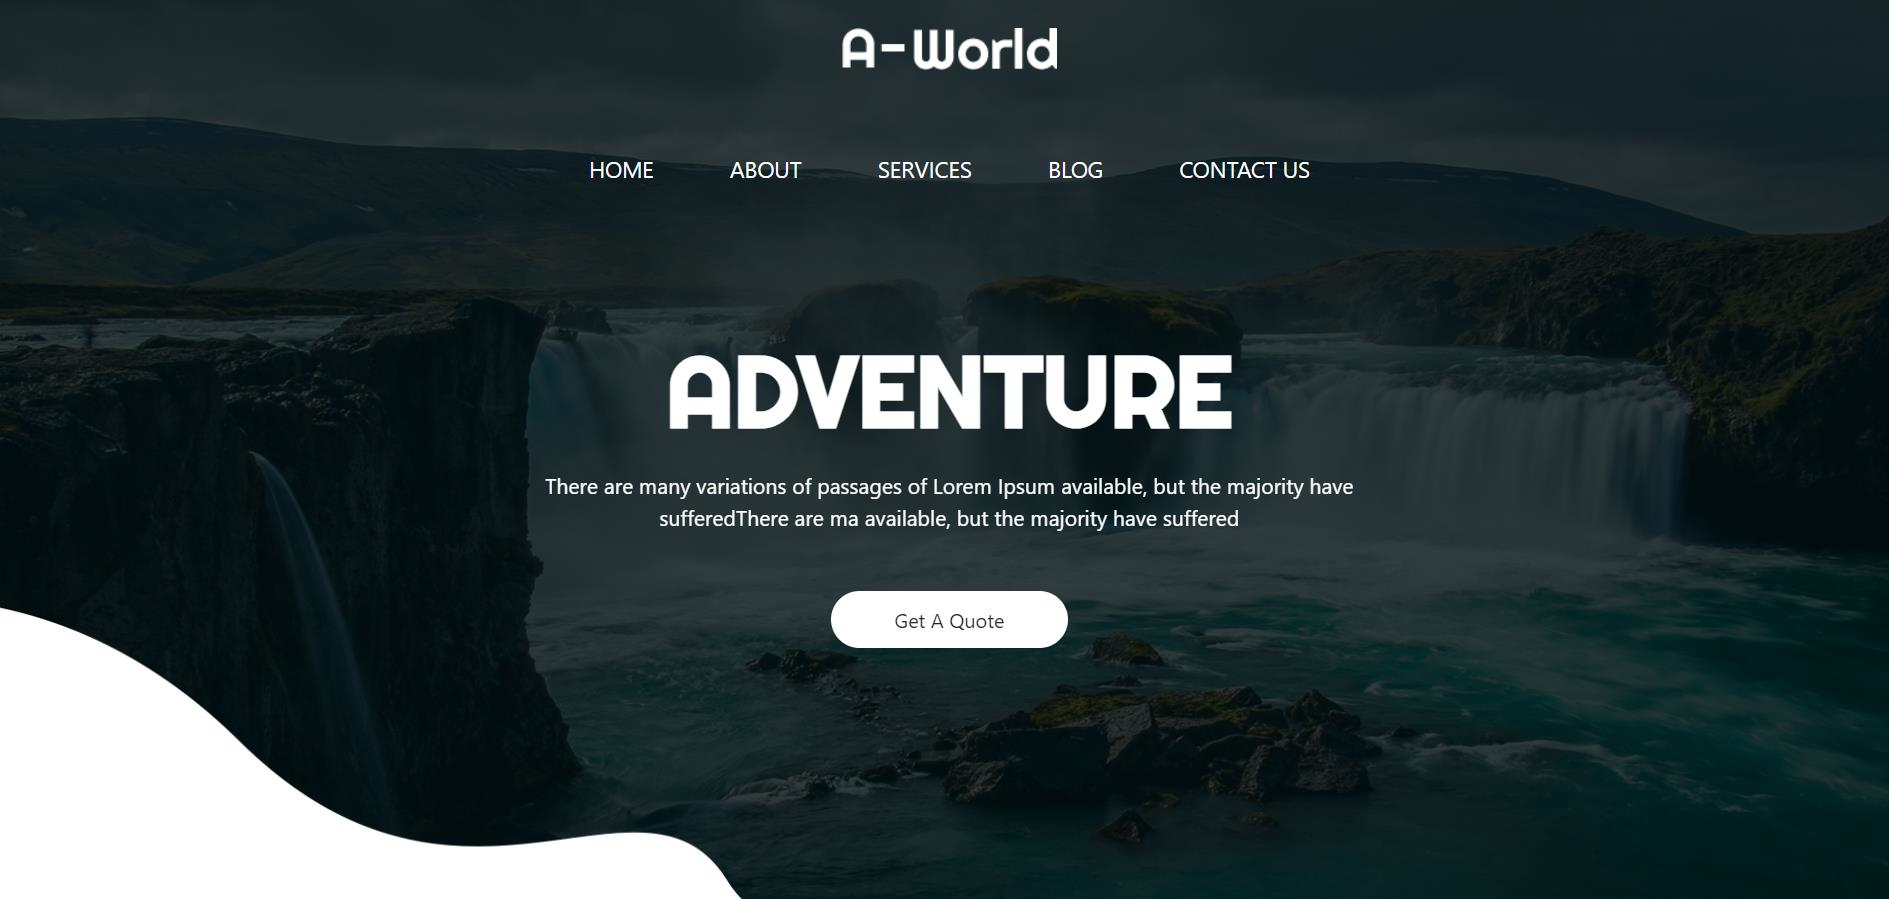 A-World
HOME ABOUT SERVICES BLOG CONTACT US
ADVENTURE
There are many variations of passages of Lorem Ipsum available, but the majority have
sufferedThere are ma available, but the majority have suffered
Get A Quote